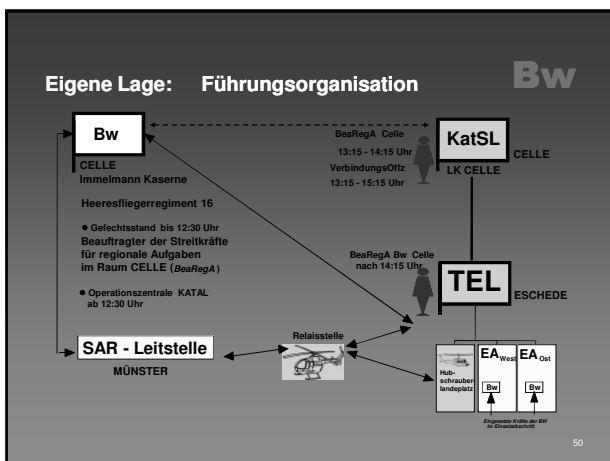 Eigene Lage: Führungsorganisation
Bw
Bw
CELLE
Immelmann Kaserne
Heeresfliegerregiment 16
● Gefechtsstand bis 12:30 Uhr
Beauftragter der Streitkräfte
für regionale Aufgaben
im Raum CELLE (BeaRegA)
● Operationszentrale KATAL
ab 12:30 Uhr
SAR - Leitstelle
MÜNSTER
BeaRegA Celle
13:15 - 14:15 Uhr
VerbindungsOffz
13:15 - 15:15 Uhr
KatSL
CELLE
LK CELLE
BeaRegA Bw Celle
nach 14:15 Uhr
TEL
ESCHEDE
Relaisstelle
Hub-
schrauber
landeplatz
EA West
Bw
EA Ost
Bw
Eingesetzte Kräfte der BW
im Einsatzabschnitt
50